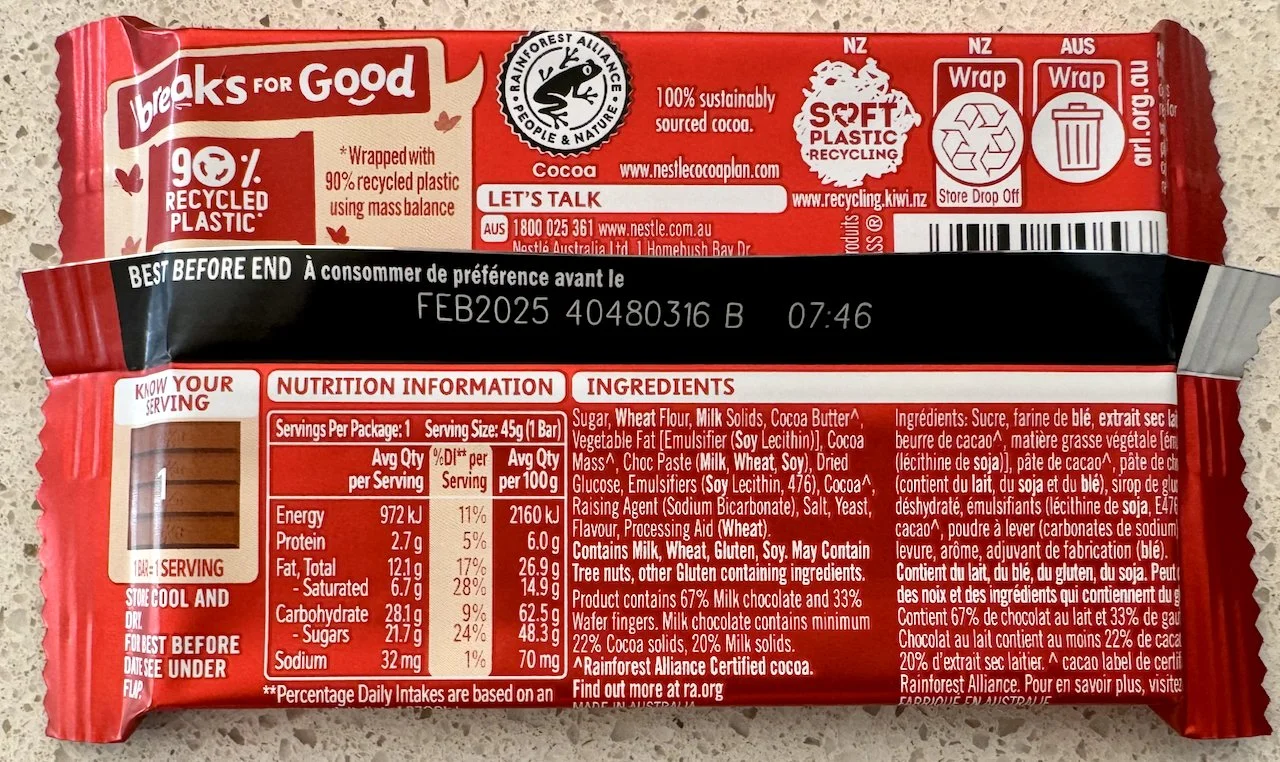 breaks FOR Good
90%
RECYCLED
PLASTIC*
*Wrapped with
90% recycled plastic
using mass balance
RAINFOREST ALLIANCE
PEOPLE & NATURE
Cocoa
100% sustainably
sourced cocoa.
www.nestlecocoaplan.com
LET'S TALK
AUS 1800 025 361 www.nestle.com.au
Nestlé Australia Ltd, 1 Homebush Bay Dr
NZ
SOFT
PLASTIC
RECYCLING
www.recycling.kiwi.nz
NZ
Wrap
Store Drop Off
AUS
Wrap
arl.org.au
BEST BEFORE END À consommer de préférence avant le
FEB2025 40480316 B 07:46
KNOW YOUR
SERVING
1
1 BAR=1 SERVING
STORE COOL AND
DRY.
FOR BEST BEFORE
DATE SEE UNDER
FLAP.
NUTRITION INFORMATION
Servings Per Package: 1 Serving Size: 45g (1 Bar)
Avg Qty %DI** per Avg Qty
per Serving Serving per 100g
Energy 972 kJ 11% 2160 kJ
Protein 2.7 g 5% 6.0 g
Fat, Total 12.1 g 17% 26.9 g
- Saturated 6.7 g 28% 14.9 g
Carbohydrate 28.1 g 9% 62.5 g
- Sugars 21.7 g 24% 48.3 g
Sodium 32 mg 1% 70 mg
**Percentage Daily Intakes are based on an
INGREDIENTS
Sugar, Wheat Flour, Milk Solids, Cocoa Butter^,
Vegetable Fat [Emulsifier (Soy Lecithin)], Cocoa
Mass^, Choc Paste (Milk, Wheat, Soy), Dried
Glucose, Emulsifiers (Soy Lecithin, 476), Cocoa^,
Raising Agent (Sodium Bicarbonate), Salt, Yeast,
Flavour, Processing Aid (Wheat).
Contains Milk, Wheat, Gluten, Soy. May Contain
Tree nuts, other Gluten containing ingredients.
Product contains 67% Milk chocolate and 33%
Wafer fingers. Milk chocolate contains minimum
22% Cocoa solids, 20% Milk solids.
^Rainforest Alliance Certified cocoa.
Find out more at ra.org
MADE IN AUSTRALIA
Ingrédients: Sucre, farine de blé, extrait sec
beurre de cacao^, matière grasse végétale
(lécithine de soja)], pâte de cacao^, pâte de
(contient du lait, du soja et du blé), sirop de
déshydraté, émulsifiants (lécithine de soja, E476
cacao^, poudre à lever (carbonates de sodium)
levure, arôme, adjuvant de fabrication (blé).
Contient du lait, du blé, du gluten, du soja. Peut
des noix et des ingrédients qui contiennent du
Contient 67% de chocolat au lait et 33% de
Chocolat au lait contient au moins 22% de
20% d'extrait sec laitier. ^ cacao label de
Rainforest Alliance. Pour en savoir plus, visitez
FABRIQUÉ EN AUSTRALIE